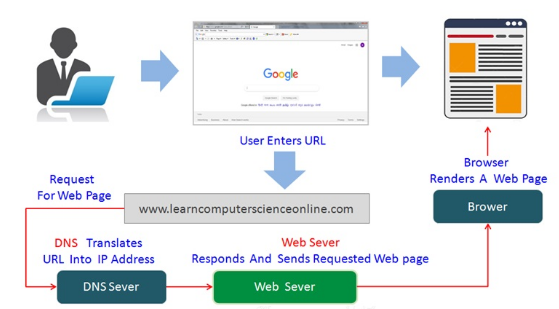 Google
User Enters URL
Request
For Web Page
www.learncomputerscienceonline.com
Browser
Renders A Web Page
Brower
DNS Translates
URL Into IP Address
Web Sever
Responds And Sends Requested Web page
DNS Sever
Web Sever